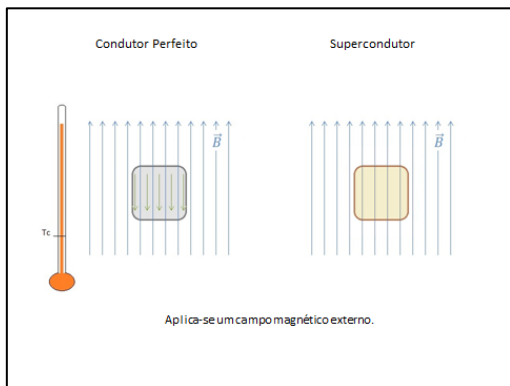 Condutor Perfeito
Supercondutor
B
B
Tc
Aplica-se um campo magnético externo.